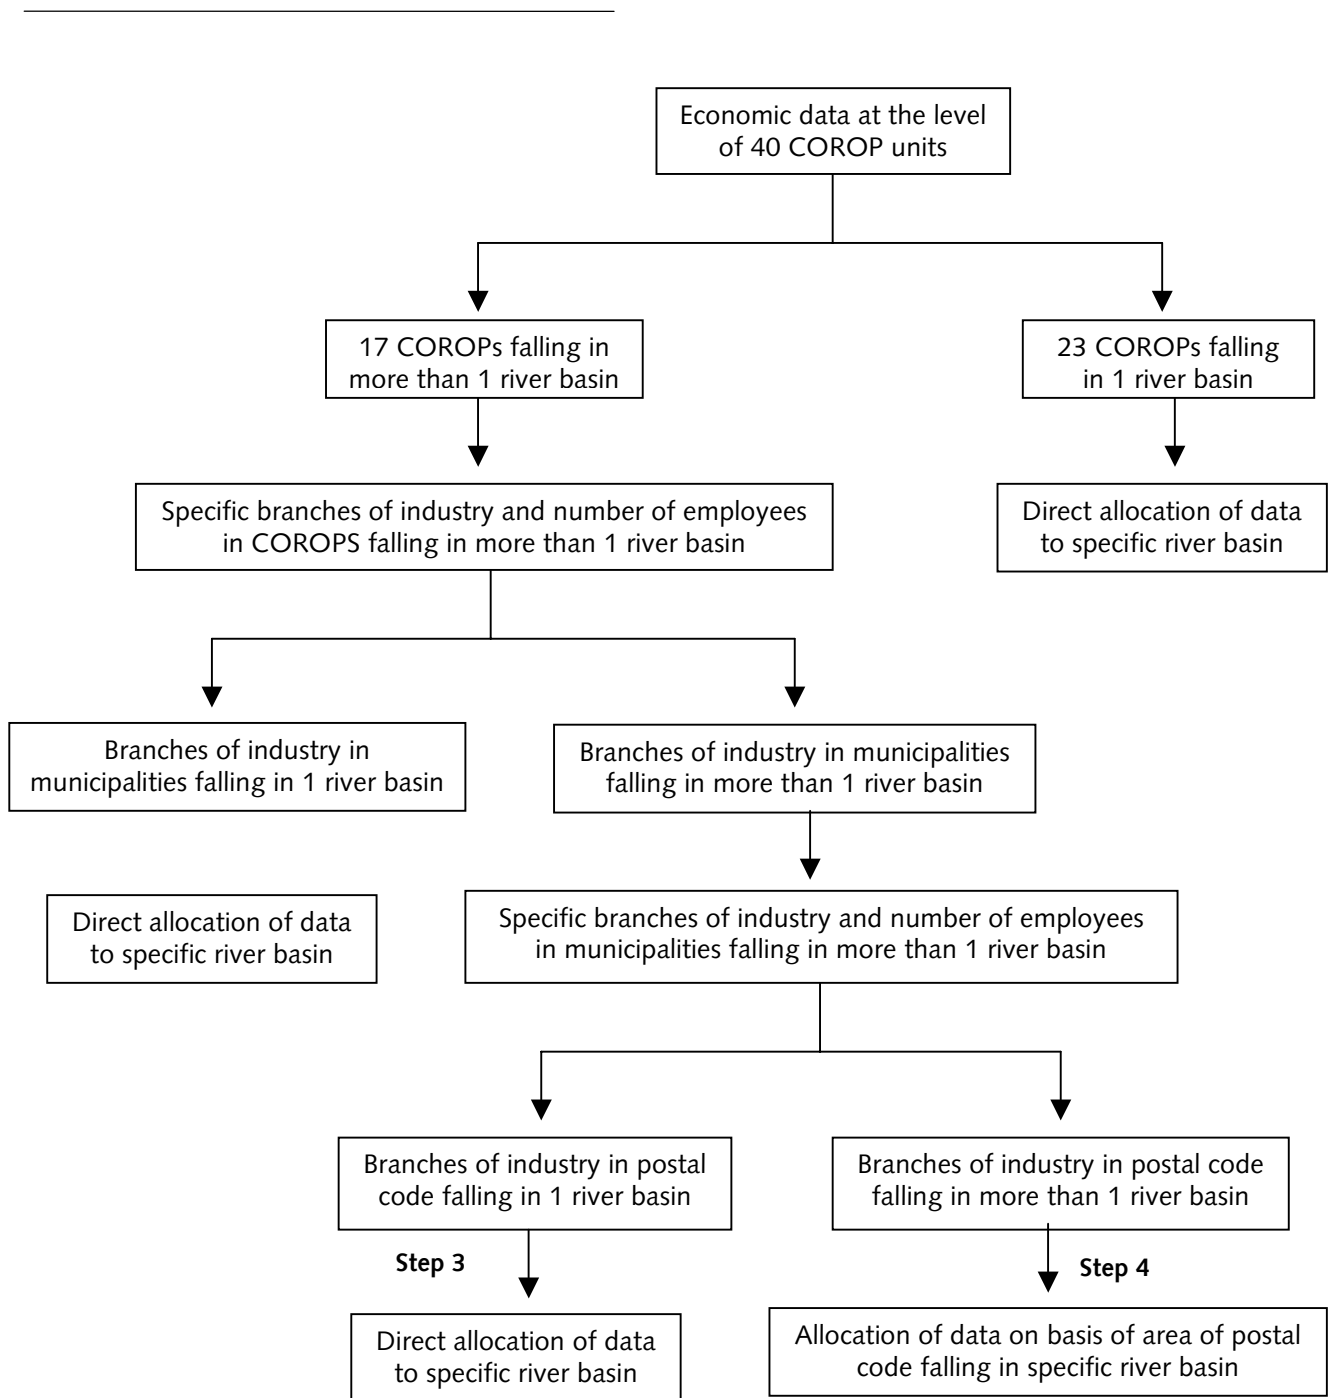 Economic data at the level
of 40 COROP units
17 COROPs falling in
more than 1 river basin
23 COROPs falling
in 1 river basin
Specific branches of industry and number of employees
in COROPS falling in more than 1 river basin
Direct allocation of data
to specific river basin
Branches of industry in
municipalities falling in 1 river basin
Branches of industry in municipalities
falling in more than 1 river basin
Direct allocation of data
to specific river basin
Specific branches of industry and number of employees
in municipalities falling in more than 1 river basin
Branches of industry in postal
code falling in 1 river basin
Branches of industry in postal code
falling in more than 1 river basin
Step 3
Step 4
Direct allocation of data
to specific river basin
Allocation of data on basis of area of postal
code falling in specific river basin